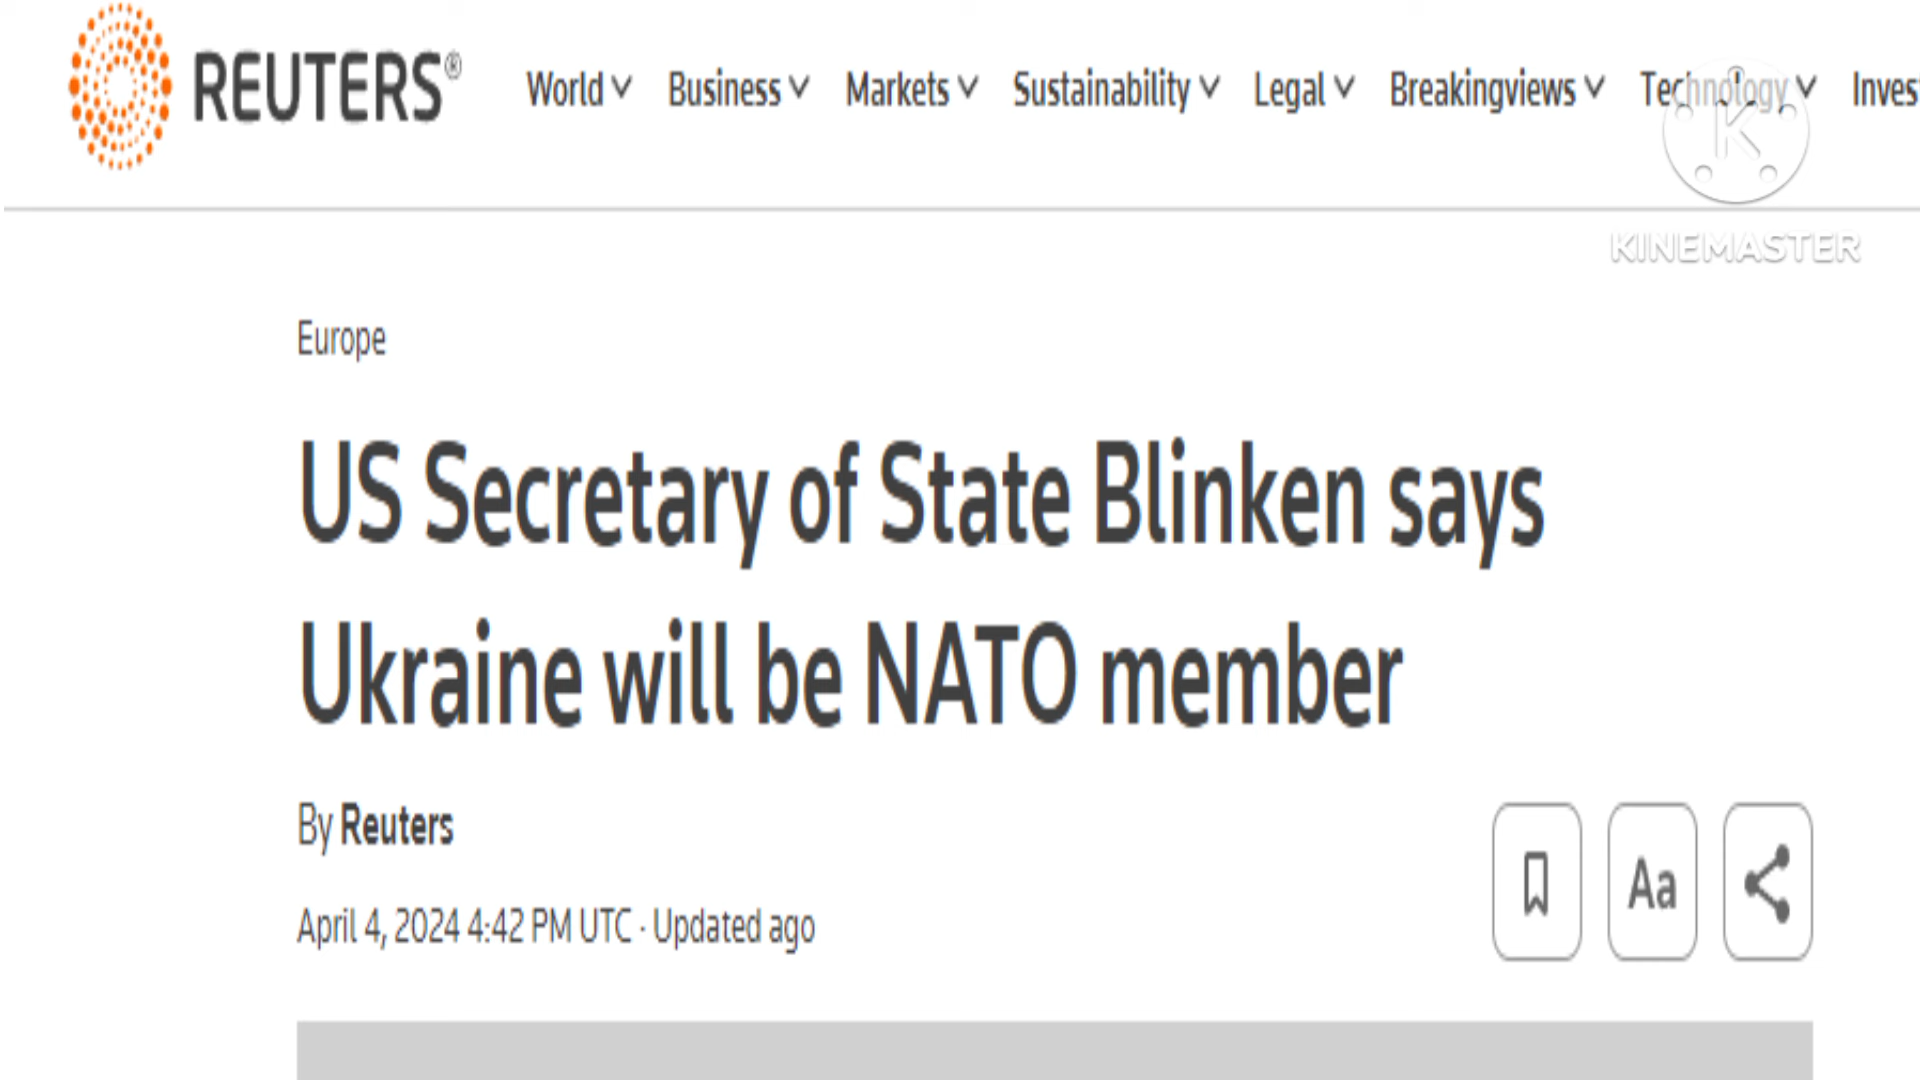 REUTERS®
World Business Markets Sustainability Legal Breakingviews Technology Inves
K
KINEMASTER
Europe
US Secretary of State Blinken says
Ukraine will be NATO member
By Reuters
Aa
April 4, 2024 4:42 PM UTC · Updated ago